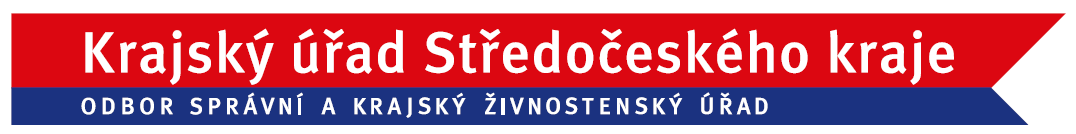 Krajský úřad Středočeského kraje
ODBOR SPRÁVNÍ A KRAJSKÝ ŽIVNOSTENSKÝ ÚŘAD